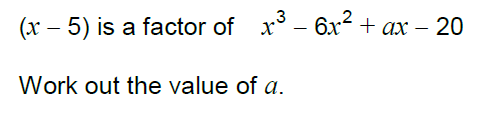 (x – 5) is a factor of x³ – 6x² + ax – 20
Work out the value of a.